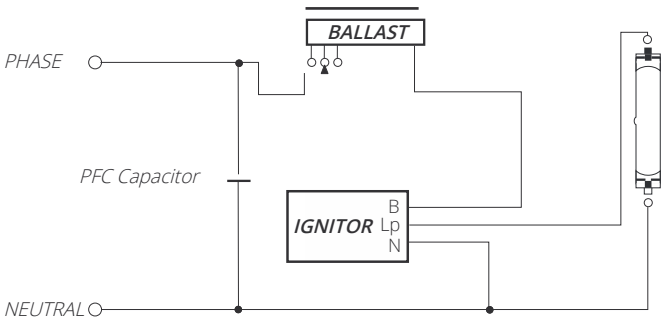 BALLAST
PHASE
PFC Capacitor
B
IGNITOR Lp
N
NEUTRAL